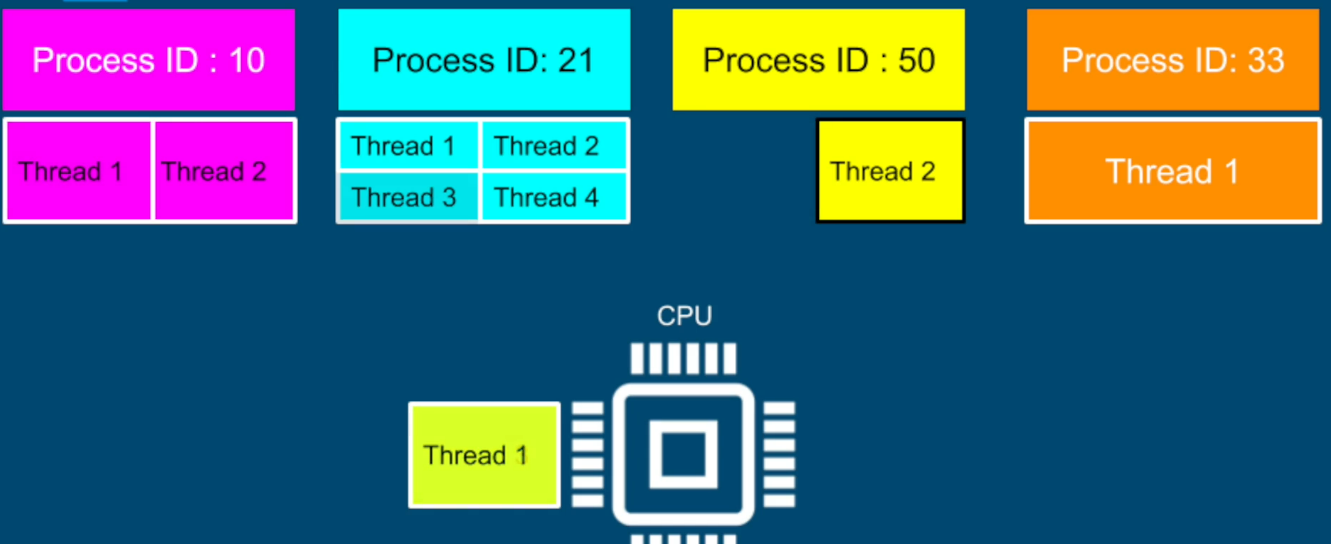 Process ID : 10
Process ID: 21
Process ID : 50
Process ID: 33
Thread 1
Thread 2
Thread 1
Thread 2
Thread 3
Thread 4
Thread 2
Thread 1
CPU
Thread 1